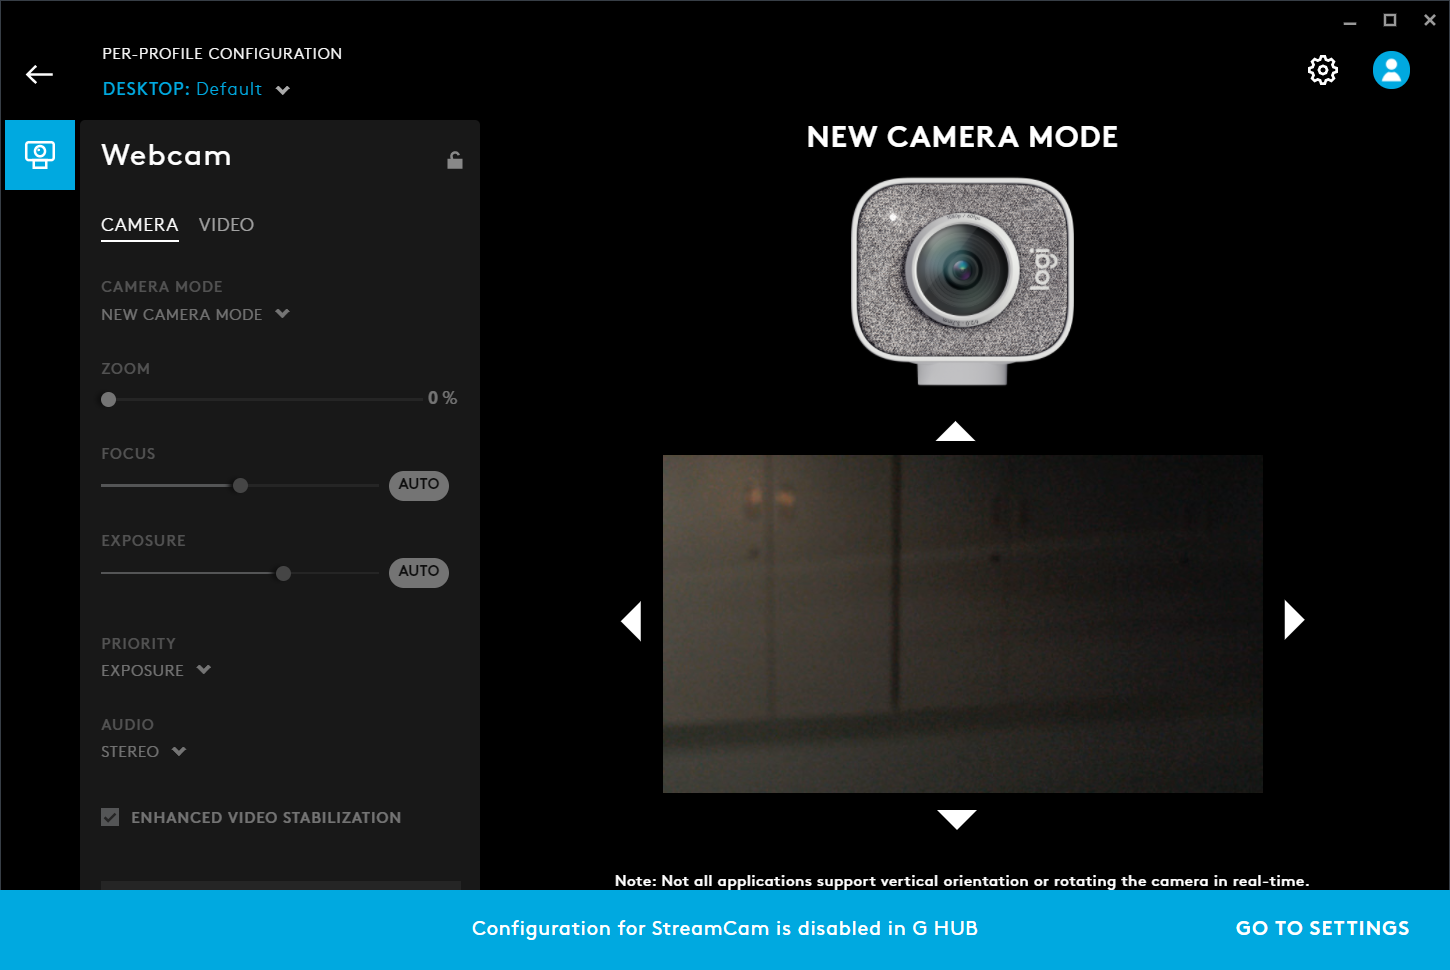 PER-PROFILE CONFIGURATION
DESKTOP: Default
Webcam
CAMERA VIDEO
CAMERA MODE
NEW CAMERA MODE
ZOOM
0 %
FOCUS
AUTO
EXPOSURE
AUTO
PRIORITY
EXPOSURE
AUDIO
STEREO
ENHANCED VIDEO STABILIZATION
NEW CAMERA MODE
logi
Note: Not all applications support vertical orientation or rotating the camera in real-time.
Configuration for StreamCam is disabled in G HUB
GO TO SETTINGS